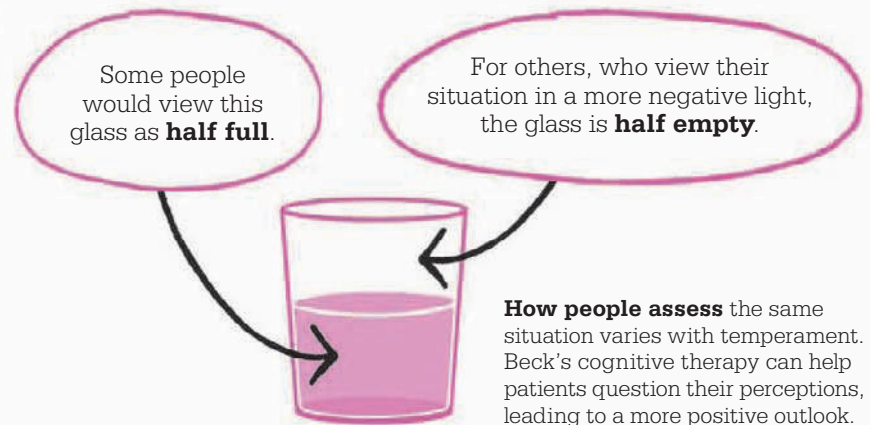 Some people
would view this
glass as half full.
For others, who view their
situation in a more negative light,
the glass is half empty.
How people assess the same
situation varies with temperament.
Beck's cognitive therapy can help
patients question their perceptions,
leading to a more positive outlook.